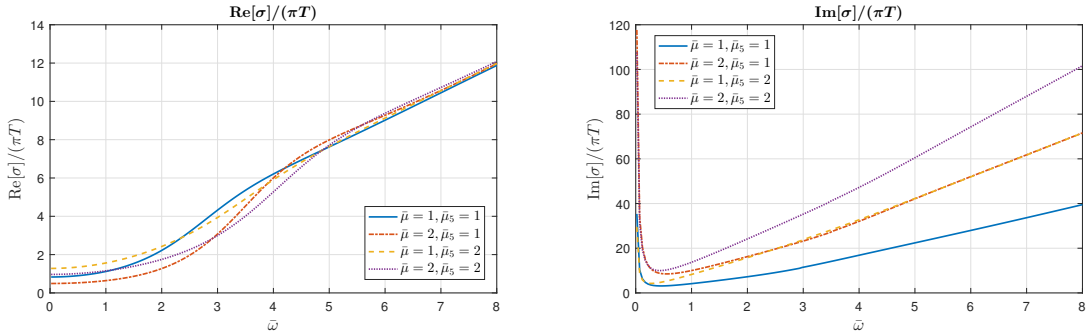 Re[σ]/(πT)
14
12
10
8
6
4
2
0
Re[σ]/(πT)
μ̄ = 1, μ̄₅ = 1
μ̄ = 2, μ̄₅ = 1
μ̄ = 1, μ̄₅ = 2
μ̄ = 2, μ̄₅ = 2
0 1 2 3 4 5 6 7 8
ω̄
Im[σ]/(πT)
120
100
80
60
40
20
0
Im[σ]/(πT)
μ̄ = 1, μ̄₅ = 1
μ̄ = 2, μ̄₅ = 1
μ̄ = 1, μ̄₅ = 2
μ̄ = 2, μ̄₅ = 2
0 1 2 3 4 5 6 7 8
ω̄